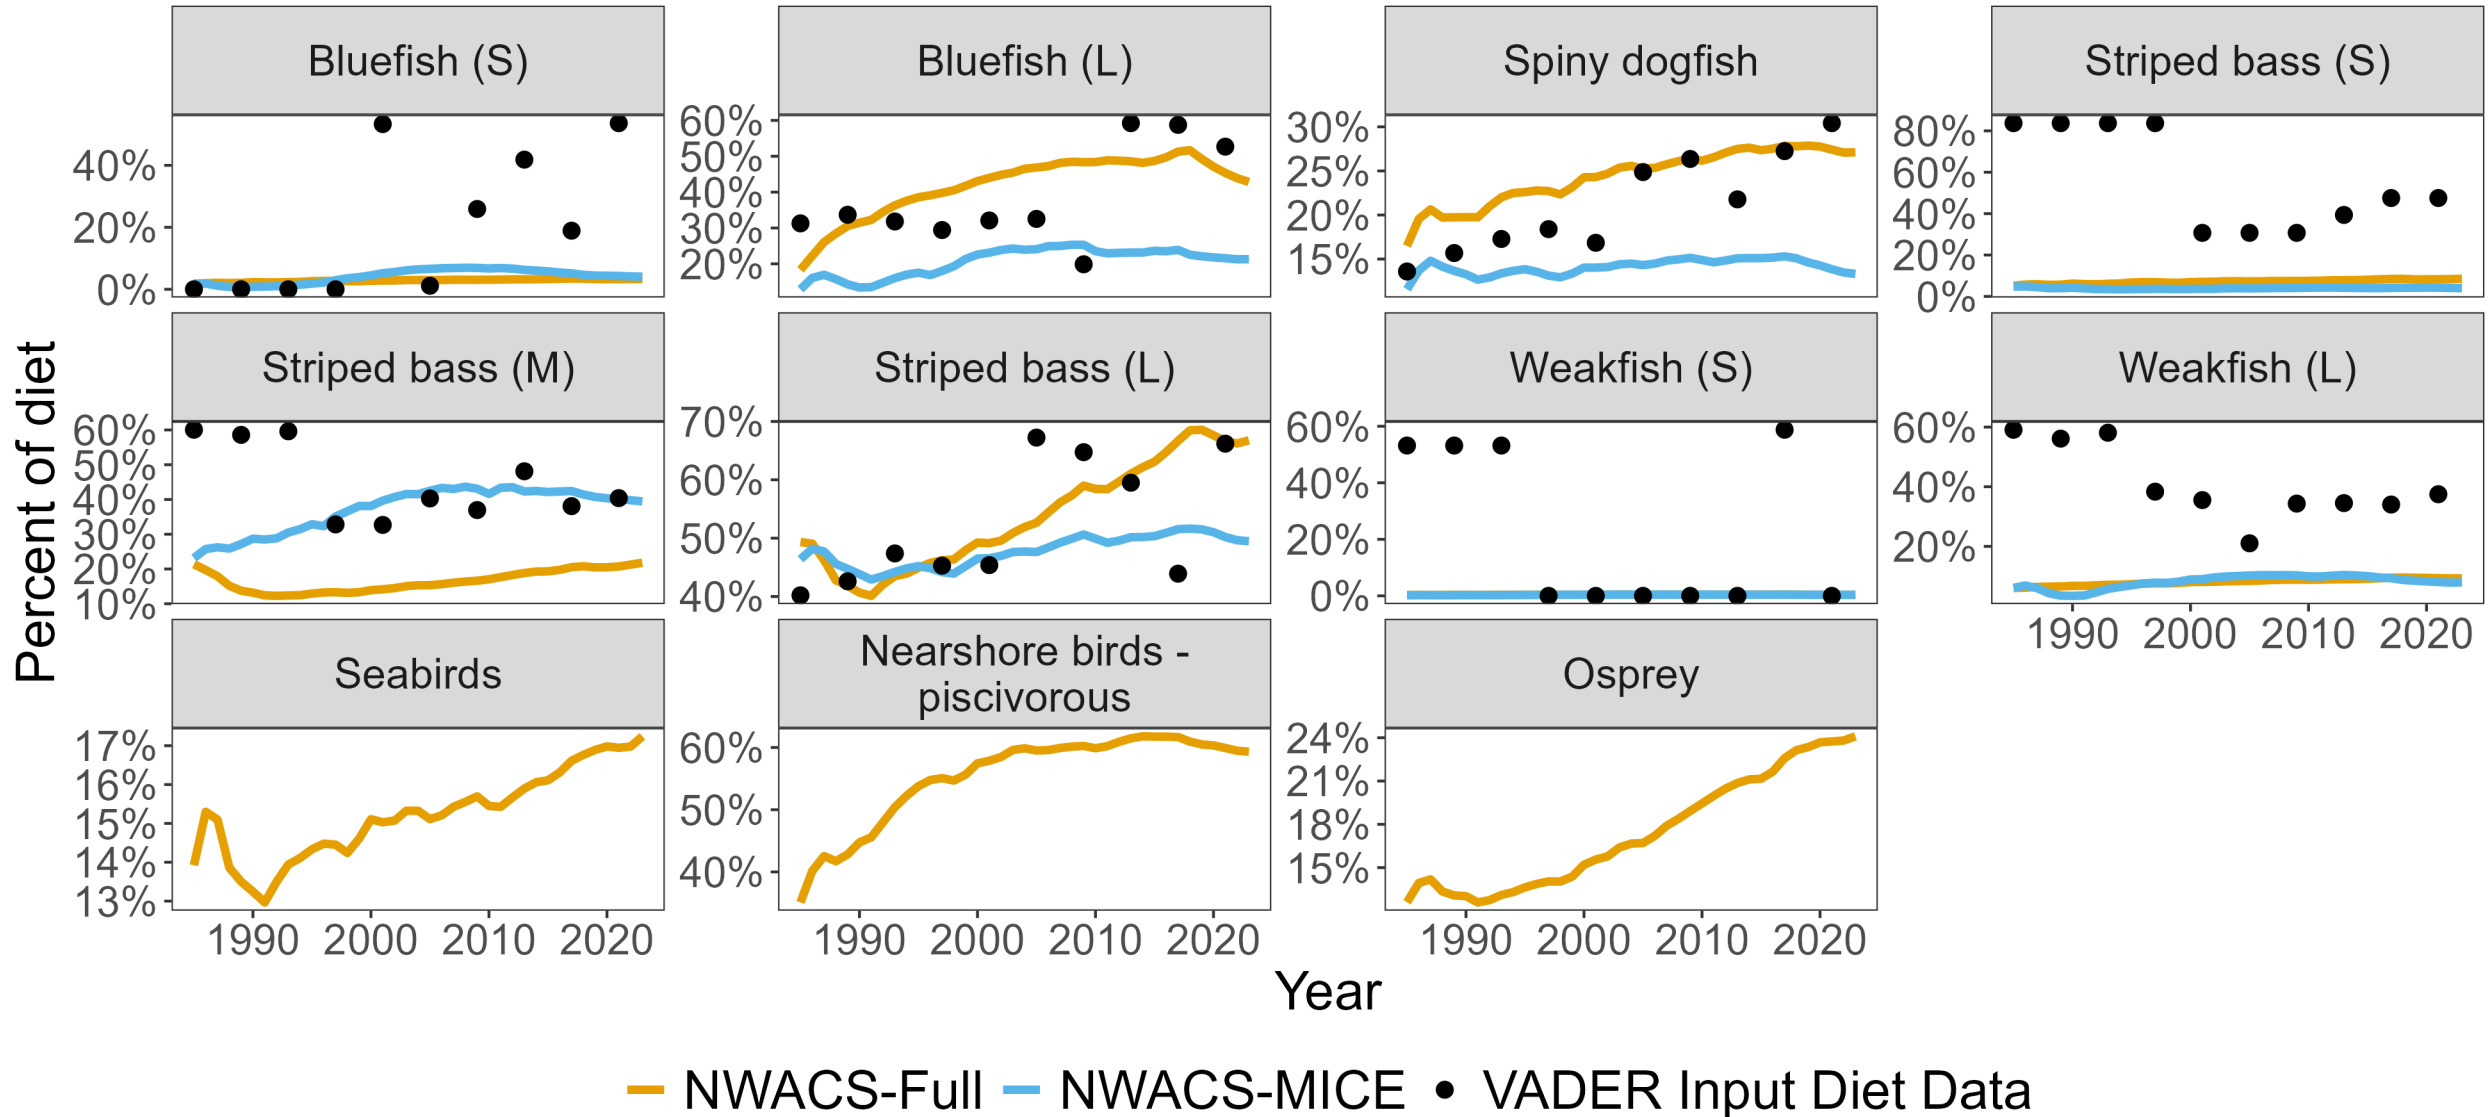 Bluefish (S)
Bluefish (L)
Spiny dogfish
Striped bass (S)
40%
20%
0%
60%
50%
40%
30%
20%
30%
25%
20%
15%
80%
60%
40%
20%
0%
Striped bass (M)
Striped bass (L)
Weakfish (S)
Weakfish (L)
60%
50%
40%
30%
20%
10%
70%
60%
50%
40%
60%
40%
20%
0%
60%
40%
20%
1990 2000 2010 2020
Seabirds
Nearshore birds -
piscivorous
Osprey
17%
16%
15%
14%
13%
60%
50%
40%
24%
21%
18%
15%
1990 2000 2010 2020
1990 2000 2010 2020
1990 2000 2010 2020
Percent of diet
Year
NWACS-Full NWACS-MICE VADER Input Diet Data